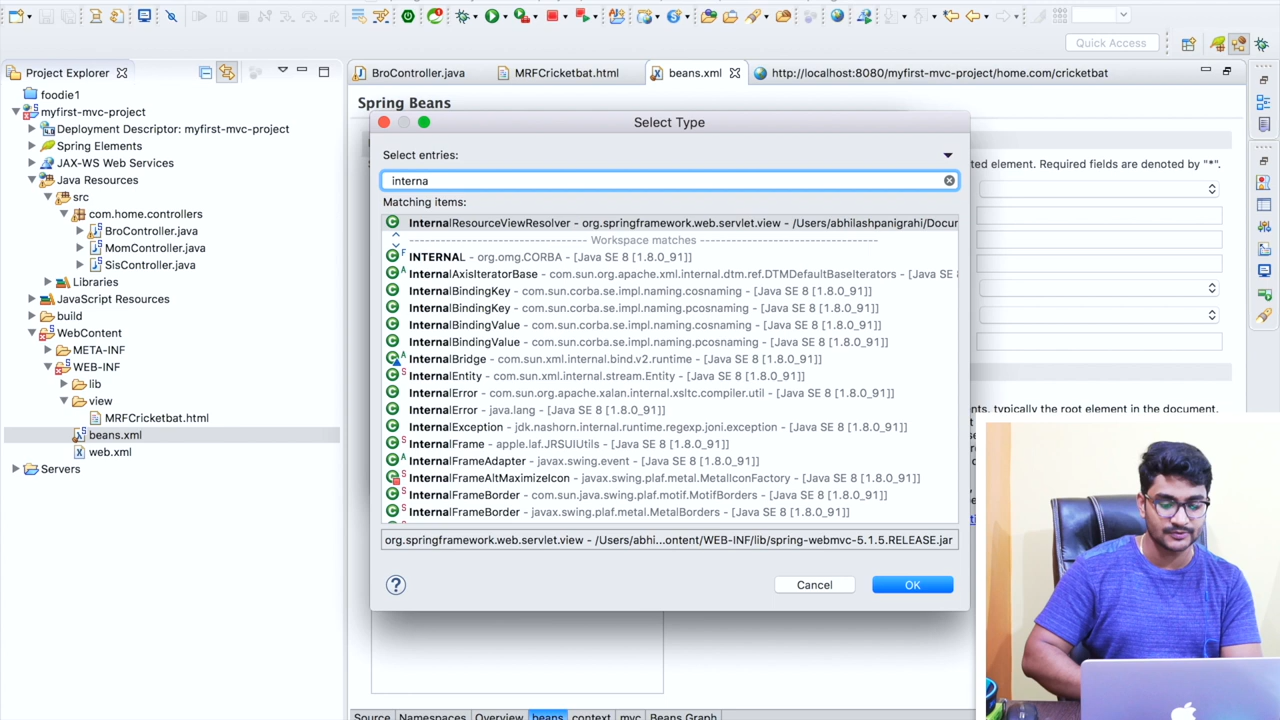 Quick Access
Project Explorer
BroController.java
MRFCricketbat.html
beans.xml
http://localhost:8080/myfirst-mvc-project/home.com/cricketbat
foodie1
myfirst-mvc-project
Deployment Descriptor: myfirst-mvc-project
Spring Elements
JAX-WS Web Services
Java Resources
src
com.home.controllers
BroController.java
MomController.java
SisController.java
Libraries
JavaScript Resources
build
WebContent
META-INF
WEB-INF
lib
view
MRFCricketbat.html
beans.xml
web.xml
Servers
Spring Beans
ted element. Required fields are denoted by "*".
nts, typically the root element in the document.
Select Type
Select entries:
interna
Matching items:
InternalResourceViewResolver - org.springframework.web.servlet.view - /Users/abhilashpanigrahi/Docur
Workspace matches
INTERNAL - org.omg.CORBA - [Java SE 8 [1.8.0_91]]
InternalAxisIteratorBase - com.sun.org.apache.xml.internal.dtm.ref.DTMDefaultBaseIterators - [Java SE 8
InternalBindingKey - com.sun.corba.se.impl.naming.cosnaming - [Java SE 8 [1.8.0_91]]
InternalBindingKey - com.sun.corba.se.impl.naming.pcosnaming - [Java SE 8 [1.8.0_91]]
InternalBindingValue - com.sun.corba.se.impl.naming.cosnaming - [Java SE 8 [1.8.0_91]]
InternalBindingValue - com.sun.corba.se.impl.naming.pcosnaming - [Java SE 8 [1.8.0_91]]
InternalBridge - com.sun.xml.internal.bind.v2.runtime - [Java SE 8 [1.8.0_91]]
InternalEntity - com.sun.xml.internal.stream.Entity - [Java SE 8 [1.8.0_91]]
InternalError - com.sun.org.apache.xalan.internal.xsltc.compiler.util - [Java SE 8 [1.8.0_91]]
InternalError - java.lang - [Java SE 8 [1.8.0_91]]
InternalException - jdk.nashorn.internal.runtime.regexp.joni.exception - [Java SE 8 [1.8.0_91]]
InternalFrame - apple.laf.JRSUIUtils - [Java SE 8 [1.8.0_91]]
InternalFrameAdapter - javax.swing.event - [Java SE 8 [1.8.0_91]]
InternalFrameAltMaximizeIcon - javax.swing.plaf.metal.MetalIconFactory - [Java SE 8 [1.8.0_91]]
InternalFrameBorder - com.sun.java.swing.plaf.motif.MotifBorders - [Java SE 8 [1.8.0_91]]
InternalFrameBorder - javax.swing.plaf.metal.MetalBorders - [Java SE 8 [1.8.0_91]]
org.springframework.web.servlet.view - /Users/abhi...ontent/WEB-INF/lib/spring-webmvc-5.1.5.RELEASE.jar
Cancel
OK
Source Namespaces Overview beans context mvc Beans Graph